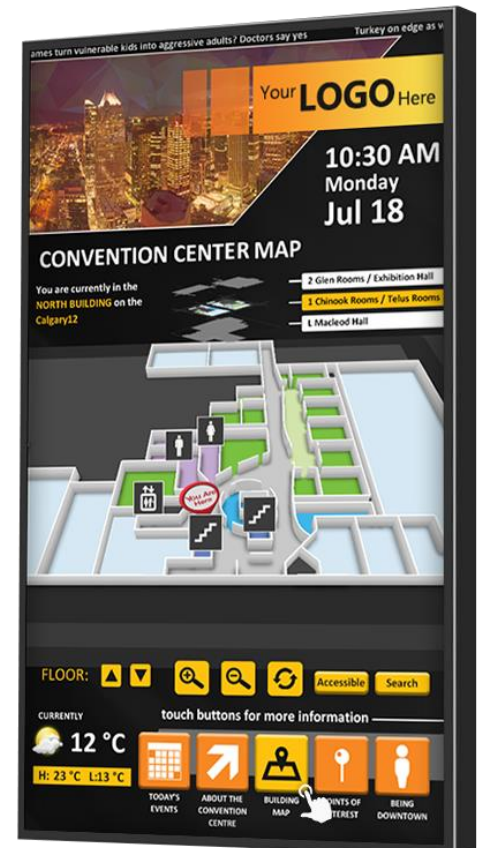 ames turn vulnerable kids into aggressive adults? Doctors say yes
Turkey on edge as
Your LOGO Here
10:30 AM
Monday
Jul 18
CONVENTION CENTER MAP
You are currently in the
NORTH BUILDING on the
Calgary12
2 Glen Rooms / Exhibition Hall
1 Chinook Rooms / Telus Rooms
L Macleod Hall
You Are
Here
FLOOR:
Accessible
Search
CURRENTLY
touch buttons for more information
12 °C
H: 23 °C L:13 °C
TODAY'S
EVENTS
ABOUT THE
CONVENTION
CENTRE
BUILDING
MAP
POINTS OF
INTEREST
BEING
DOWNTOWN